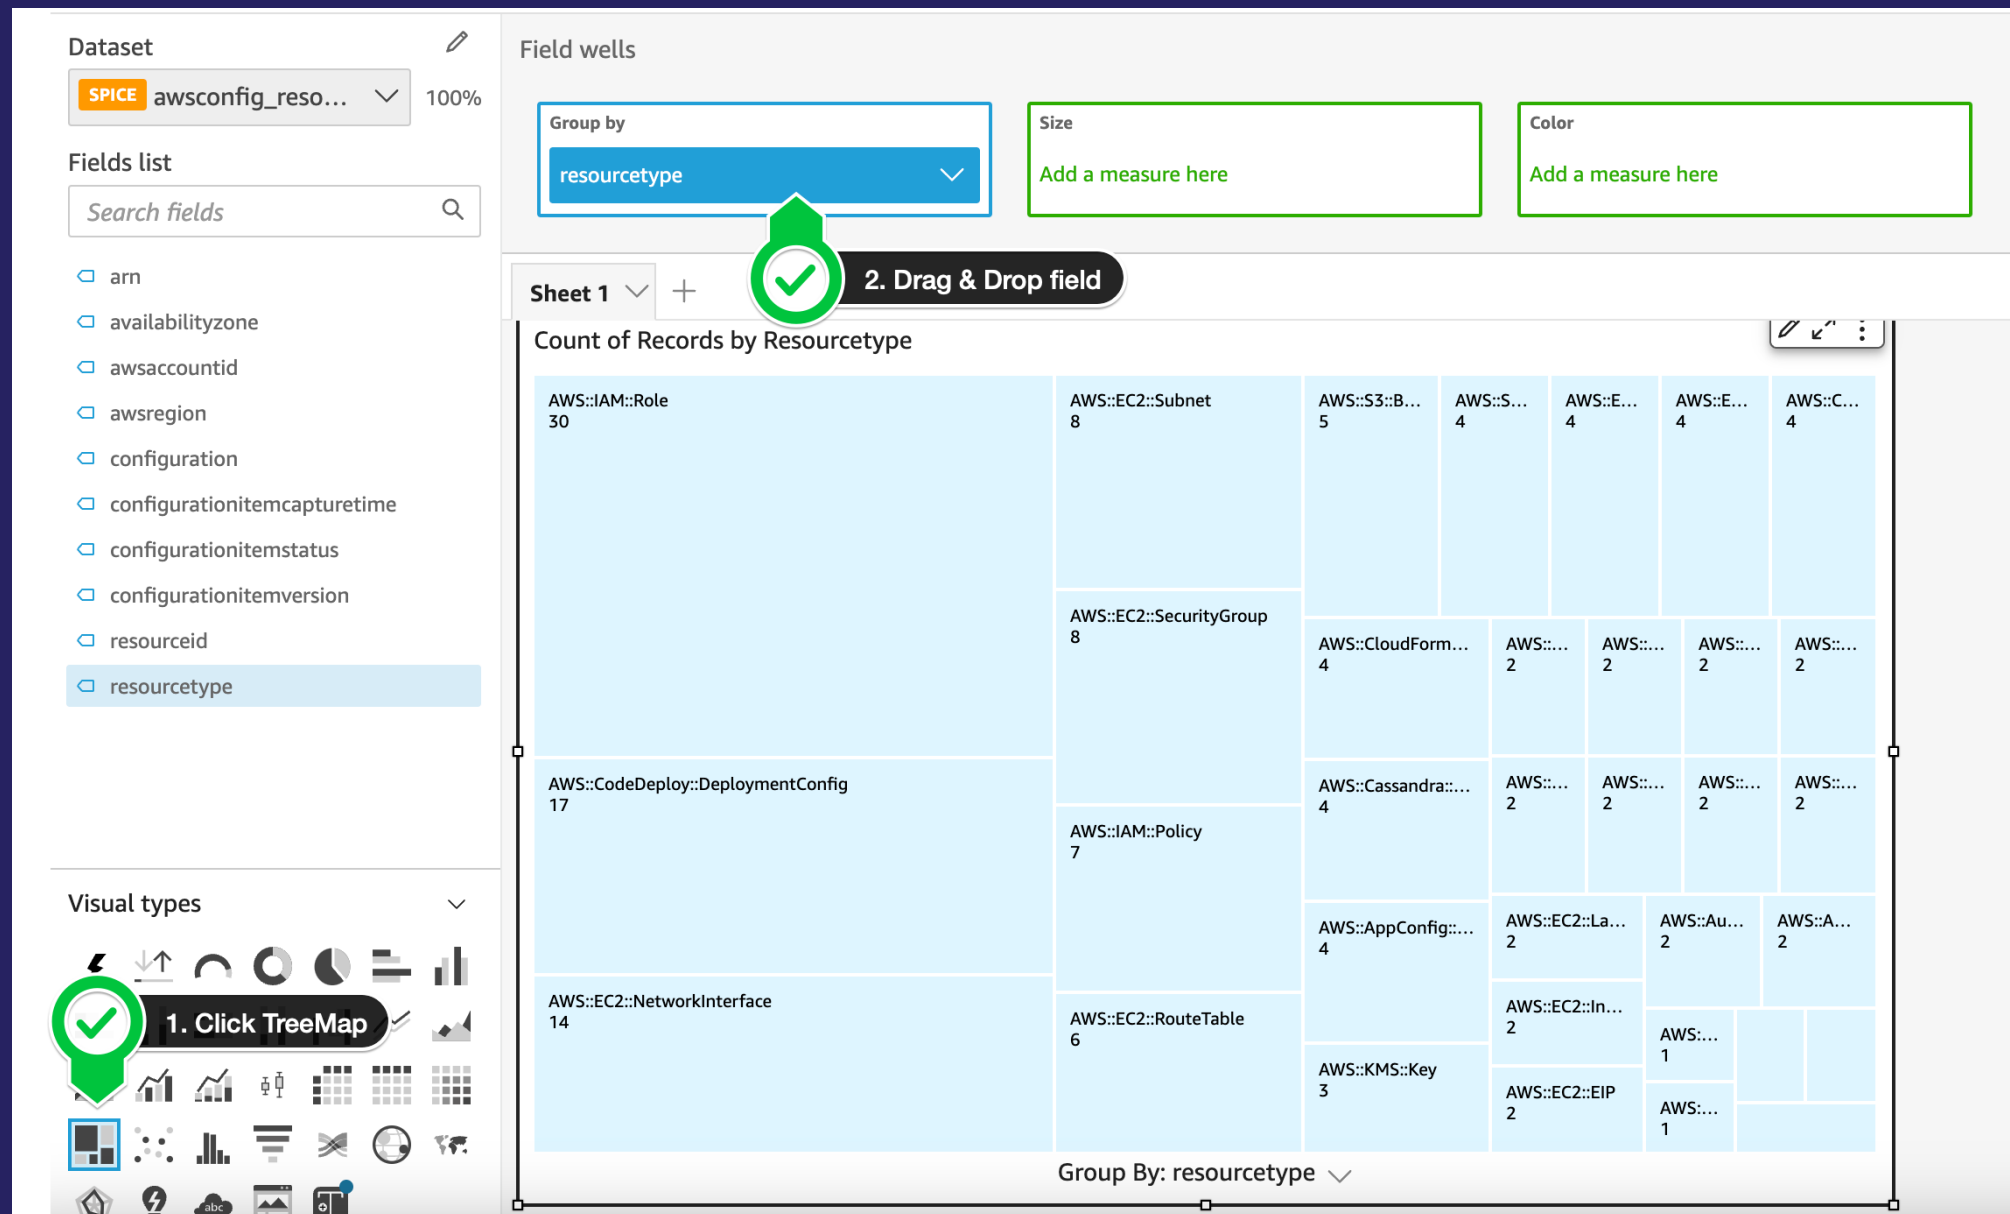 Dataset
SPICE awsconfig_reso... 100%
Fields list
Search fields
arn
availabilityzone
awsaccountid
awsregion
configuration
configurationitemcapturetime
configurationitemstatus
configurationitemversion
resourceid
resourcetype
Visual types
1. Click TreeMap
abc
Field wells
Group by
resourcetype
Size
Add a measure here
Color
Add a measure here
2. Drag & Drop field
Sheet 1
Count of Records by Resourcetype
AWS::IAM::Role
30
AWS::CodeDeploy::DeploymentConfig
17
AWS::EC2::NetworkInterface
14
AWS::EC2::Subnet
8
AWS::EC2::SecurityGroup
8
AWS::IAM::Policy
7
AWS::EC2::RouteTable
6
AWS::S3::B...
5
AWS::S...
4
AWS::E...
4
AWS::E...
4
AWS::C...
4
AWS::CloudForm...
4
AWS::Cassandra::...
4
AWS::AppConfig::...
4
AWS::KMS::Key
3
AWS::...
2
AWS::...
2
AWS::...
2
AWS::...
2
AWS::...
2
AWS::...
2
AWS::...
2
AWS::...
2
AWS::EC2::La...
2
AWS::EC2::In...
2
AWS::EC2::EIP
2
AWS::Au...
2
AWS::A...
2
AWS:...
1
AWS:...
1
Group By: resourcetype